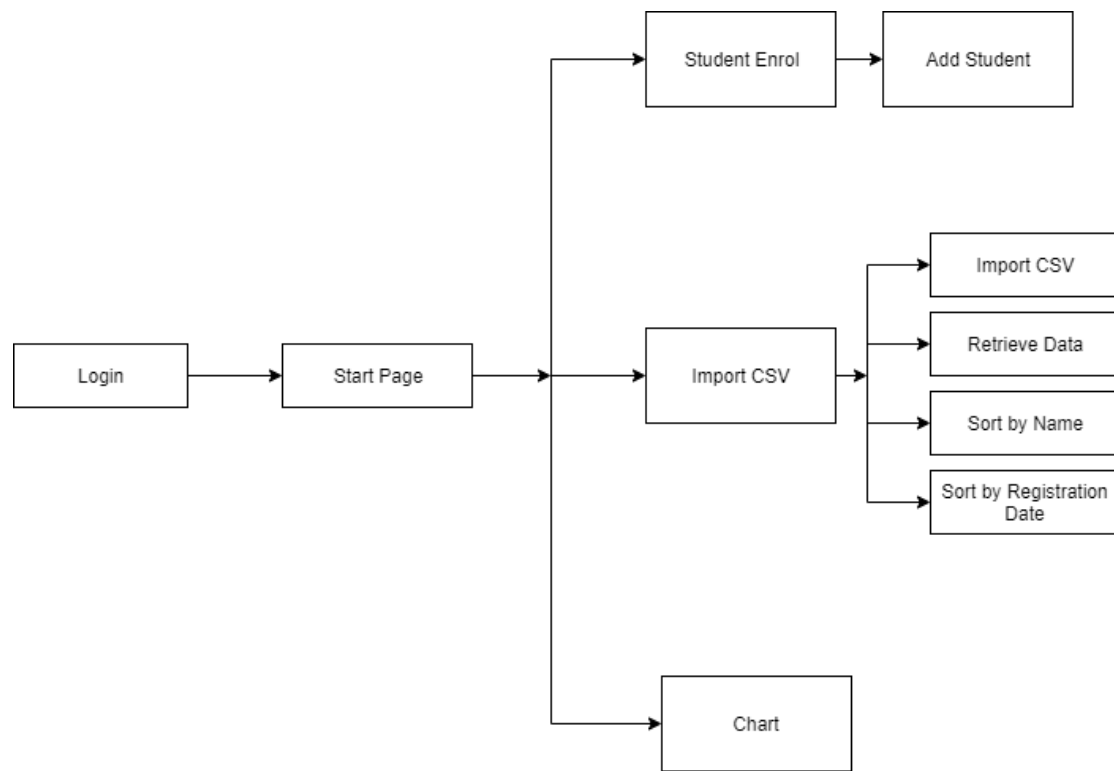 Student Enrol
Add Student
Import CSV
Retrieve Data
Login
Start Page
Import CSV
Sort by Name
Sort by Registration
Date
Chart